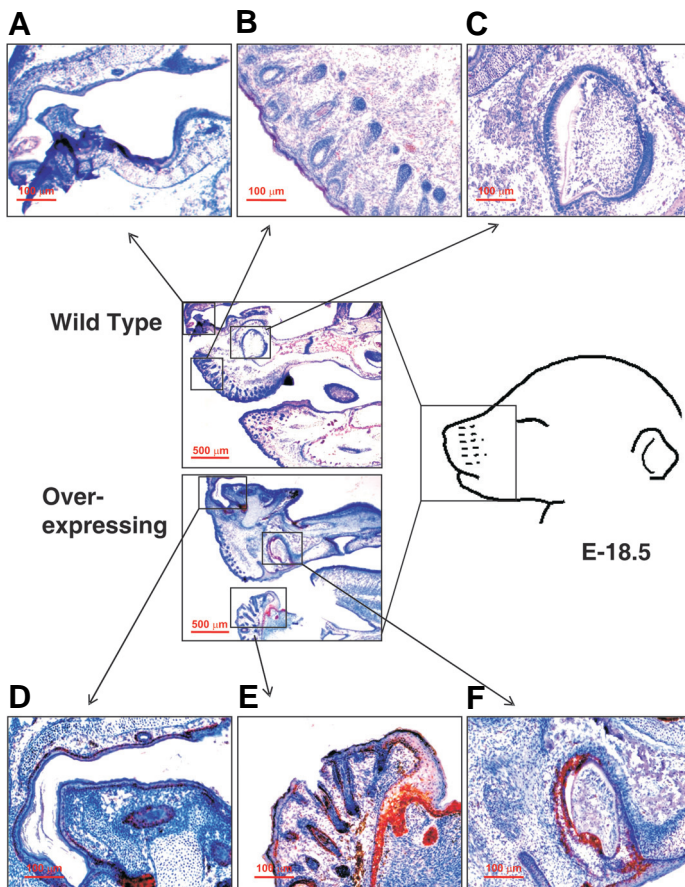 A
B
C
100 μm
100 μm
100 μm
Wild Type
500 μm
Over-
expressing
500 μm
E-18.5
D
E
F
100 μm
100 μm
100 μm